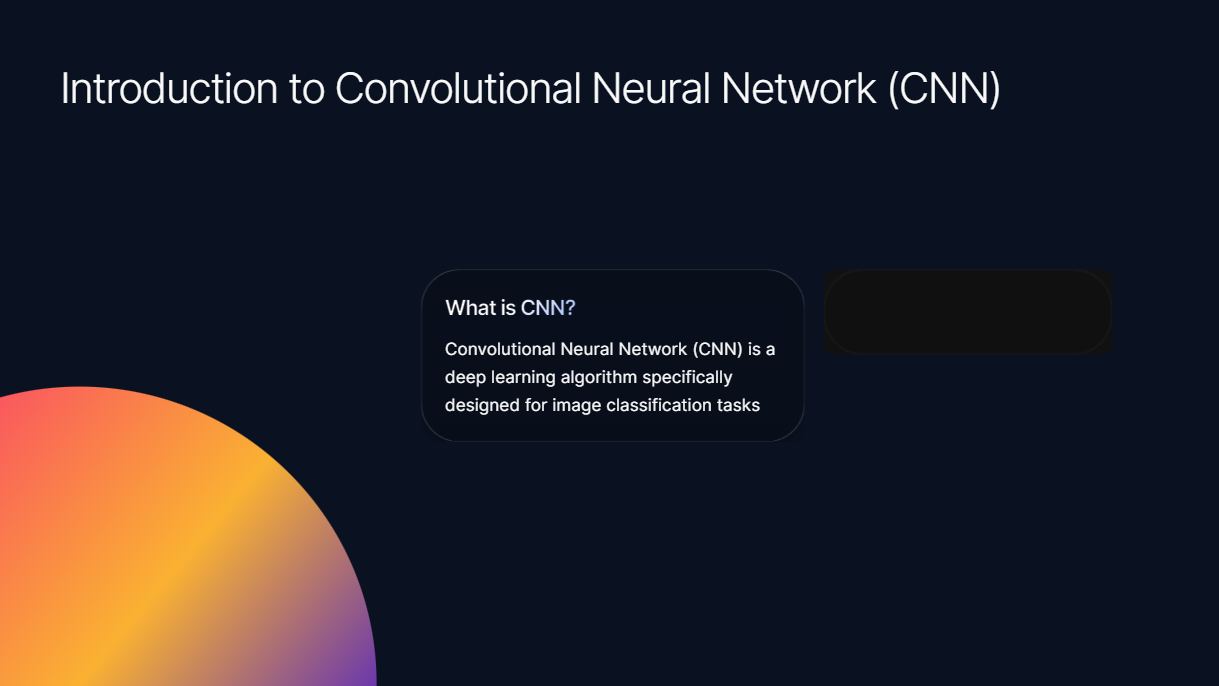 Introduction to Convolutional Neural Network (CNN)
What is CNN?
Convolutional Neural Network (CNN) is a
deep learning algorithm specifically
designed for image classification tasks